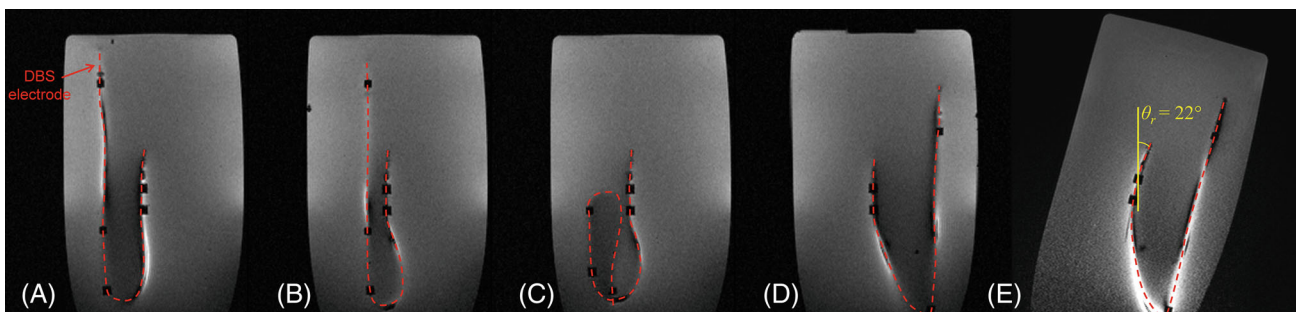 DBS
electrode
θr = 22°
(A) (B) (C) (D) (E)